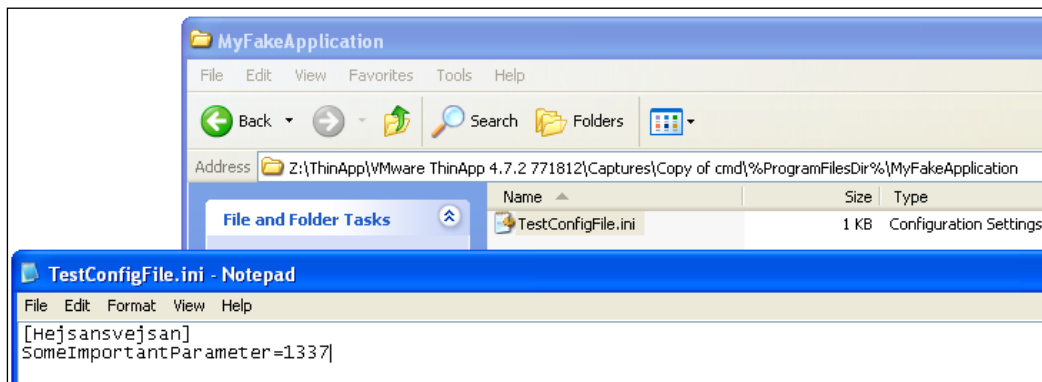 MyFakeApplication
File Edit View Favorites Tools Help
Back Search Folders
Address Z:\ThinApp\VMware ThinApp 4.7.2 771812\Captures\Copy of cmd\%ProgramFilesDir%\MyFakeApplication
Name Size Type
File and Folder Tasks
TestConfigFile.ini 1 KB Configuration Settings
TestConfigFile.ini - Notepad
File Edit Format View Help
[Hejsansvejsan]
SomeImportantParameter=1337